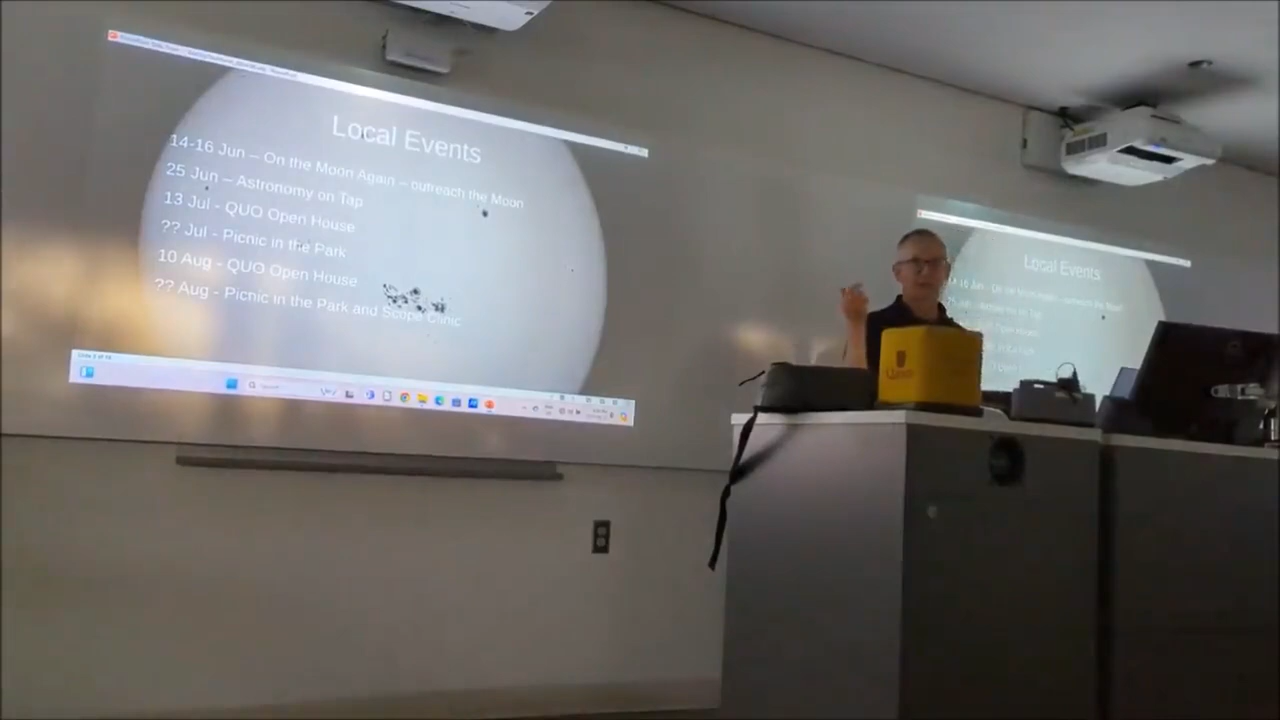 Local Events
14-16 Jun – On the Moon Again – outreach the Moon
25 Jun – Astronomy on Tap
13 Jul - QUO Open House
?? Jul - Picnic in the Park
10 Aug - QUO Open House
?? Aug - Picnic in the Park and Scope Clinic
Search
Local Events
Queen's